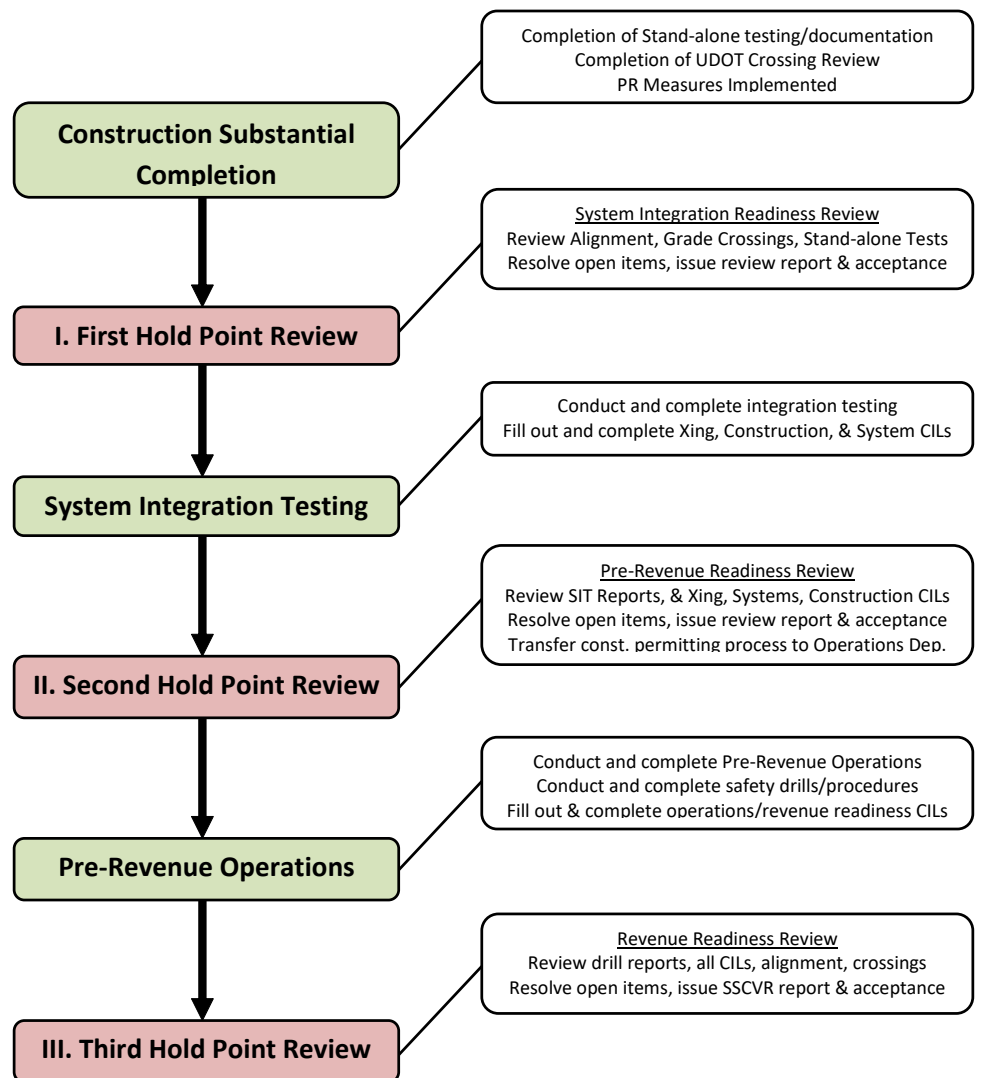 Completion of Stand-alone testing/documentation
Completion of UDOT Crossing Review
PR Measures Implemented
Construction Substantial
Completion
System Integration Readiness Review
Review Alignment, Grade Crossings, Stand-alone Tests
Resolve open items, issue review report & acceptance
I. First Hold Point Review
Conduct and complete integration testing
Fill out and complete Xing, Construction, & System CILs
System Integration Testing
Pre-Revenue Readiness Review
Review SIT Reports, & Xing, Systems, Construction CILs
Resolve open items, issue review report & acceptance
Transfer const. permitting process to Operations Dep.
II. Second Hold Point Review
Conduct and complete Pre-Revenue Operations
Conduct and complete safety drills/procedures
Fill out & complete operations/revenue readiness CILs
Pre-Revenue Operations
Revenue Readiness Review
Review drill reports, all CILs, alignment, crossings
Resolve open items, issue SSCVR report & acceptance
III. Third Hold Point Review